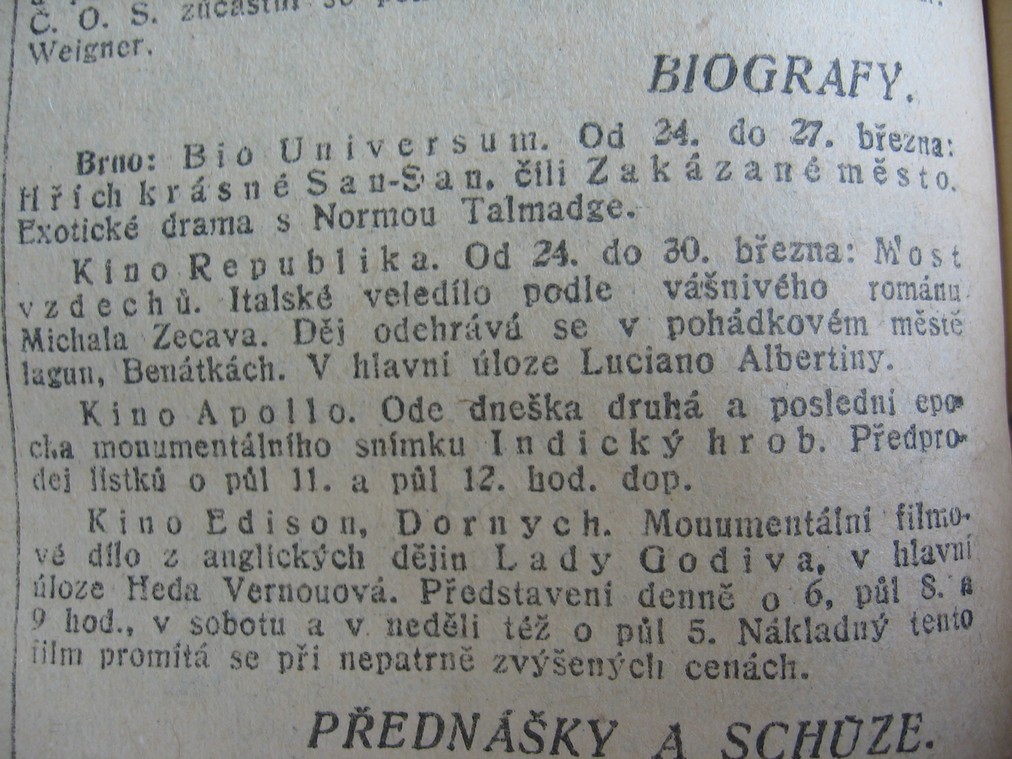 Č. O. S. zúčastní se
Weigner.
BIOGRAFY.
Brno: Bio Universum. Od 24. do 27. března:
Hřích krásné San-San, čili Zakázané město.
Exotické drama s Normou Talmadge.
Kino Republika. Od 24. do 30. března: Most
vzdechů. Italské veledílo podle vášnivého románu
Michala Zecava. Děj odehrává se v pohádkovém městě
lagun, Benátkách. V hlavní úloze Luciano Albertiny.
Kino Apollo. Ode dneška druhá a poslední epo-
cha monumentálního snímku Indický hrob. Předpro-
dej lístků o půl 11. a půl 12. hod. dop.
Kino Edison, Dornych. Monumentální filmo-
vé dílo z anglických dějin Lady Godiva, v hlavní
úloze Heda Vernouová. Představení denně o 6, půl 8. a
9 hod., v sobotu a v neděli též o půl 5. Nákladný tento
film promítá se při nepatrně zvýšených cenách.
PŘEDNÁŠKY A SCHŮZE.